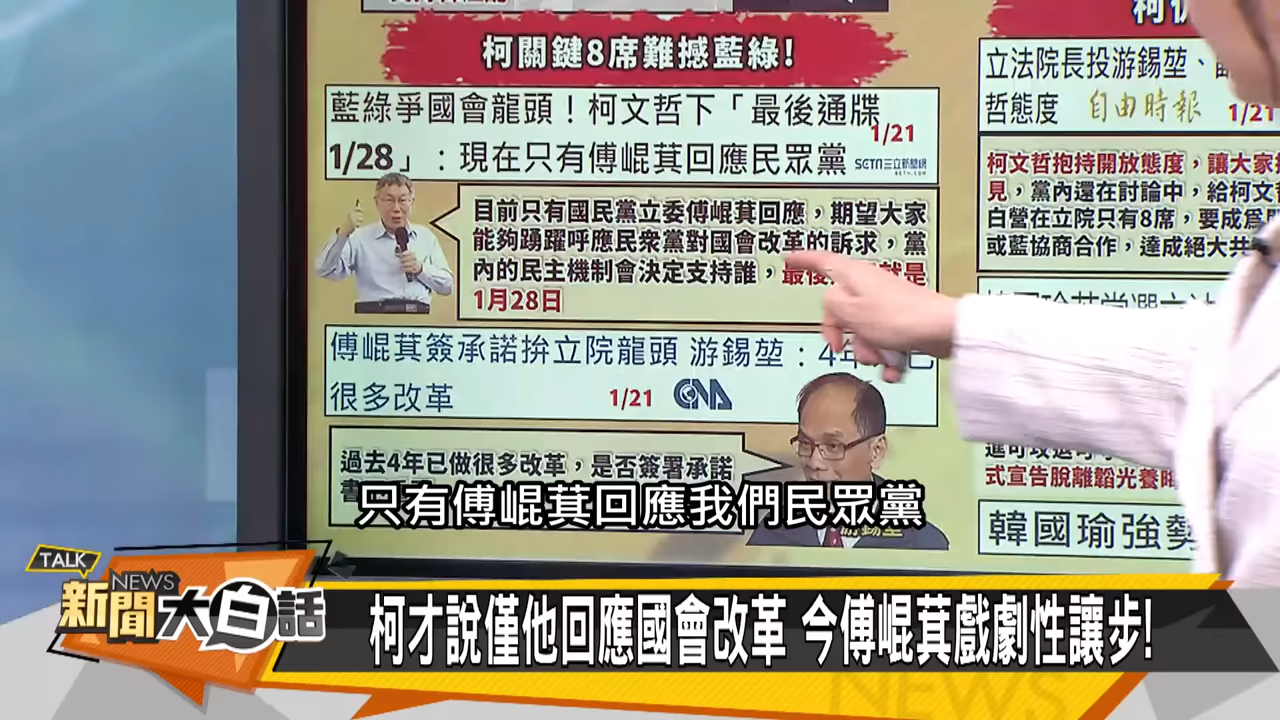 柯關鍵8席難撼藍綠!
藍綠爭國會龍頭！柯文哲下「最後通牒
1/21
1/28」：現在只有傅崐萁回應民眾黨
SETN三立新聞網
SETN.COM
目前只有國民黨立委傅崐萁回應，期望大家
能夠踴躍呼應民衆黨對國會改革的訴求，黨
內的民主機制會決定支持誰，最後 就是
1月28日
傅崐萁簽承諾拚立院龍頭 游錫堃：4年 已
很多改革
1/21
CNA
過去4年已做很多改革，是否簽署承諾
書
游錫堃
立法院長投游錫堃、
哲態度
自由時報
1/21
柯文哲抱持開放態度，讓大家
見，黨內還在討論中，給柯文
白營在立院只有8席，要成為
或藍協商合作，達成絕大共
式宣告脫離韜光養
韓國瑜強勢
只有傅崐萁回應我們民眾黨
TALK
NEWS
新聞大白話
柯才說僅他回應國會改革 今傅崐萁戲劇性讓步!
NEWS